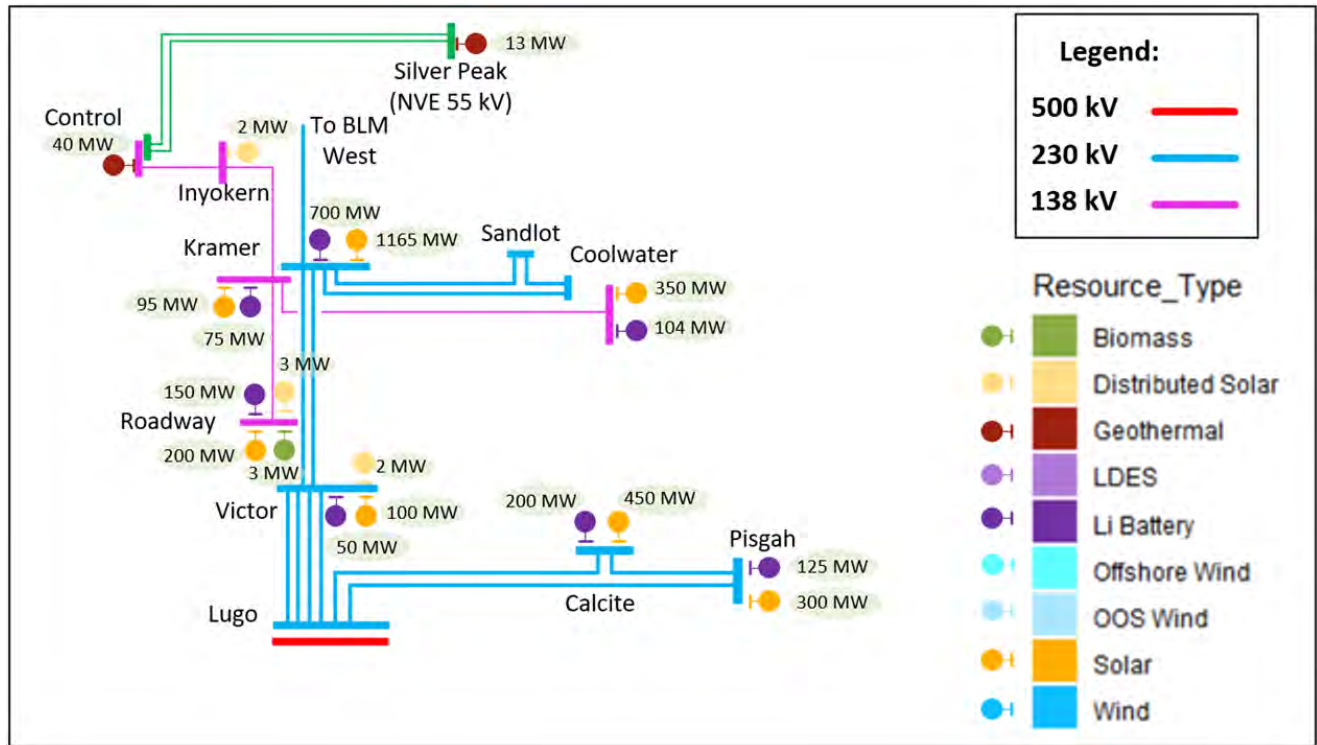 13 MW
Silver Peak
(NVE 55 kV)
Control
40 MW
2 MW
To BLM
West
Inyokern
700 MW
1165 MW
Kramer
Sandlot
Coolwater
350 MW
104 MW
95 MW
75 MW
3 MW
150 MW
Roadway
200 MW
3 MW
2 MW
Victor
100 MW
50 MW
200 MW
450 MW
Pisgah
125 MW
300 MW
Calcite
Lugo
Legend:
500 kV
230 kV
138 kV
Resource_Type
Biomass
Distributed Solar
Geothermal
LDES
Li Battery
Offshore Wind
OOS Wind
Solar
Wind